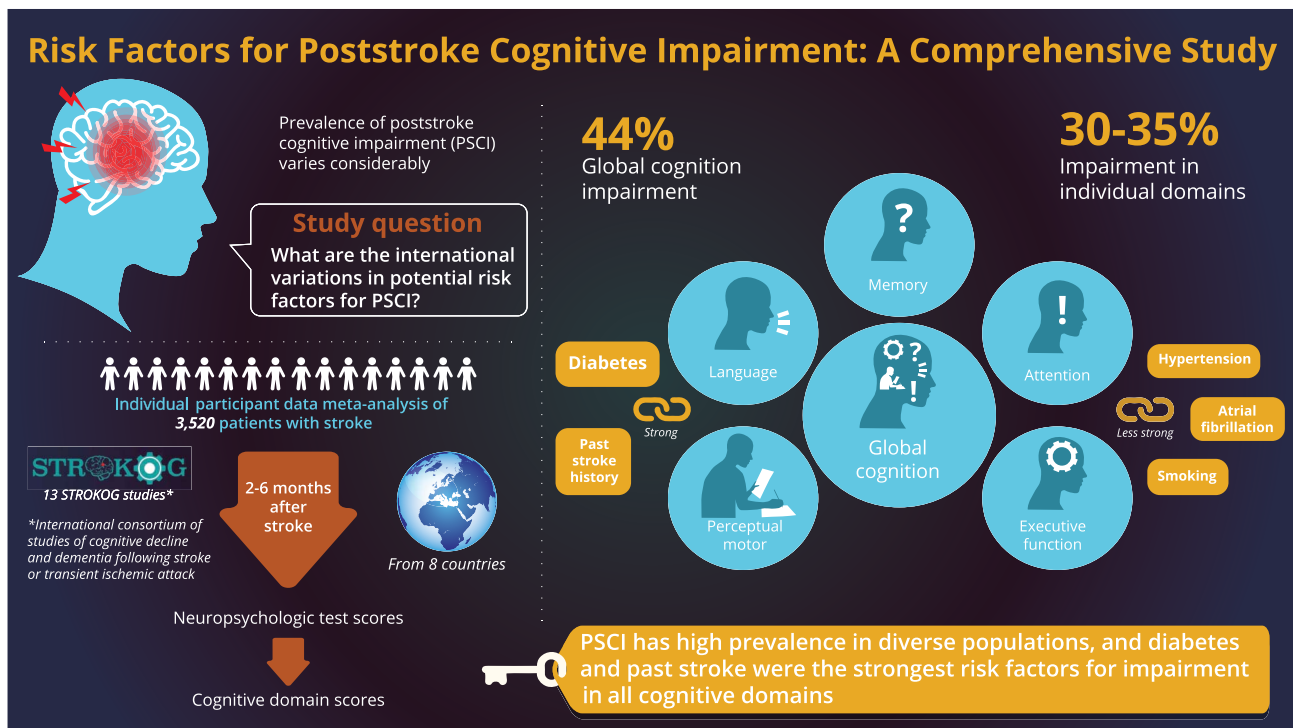 Risk Factors for Poststroke Cognitive Impairment: A Comprehensive Study
Prevalence of poststroke
cognitive impairment (PSCI)
varies considerably
Study question
What are the international
variations in potential risk
factors for PSCI?
Individual participant data meta-analysis of
3,520 patients with stroke
STROKOG
13 STROKOG studies*
*International consortium of
studies of cognitive decline
and dementia following stroke
or transient ischemic attack
2-6 months
after
stroke
From 8 countries
Neuropsychologic test scores
Cognitive domain scores
44%
Global cognition
impairment
30-35%
Impairment in
individual domains
?
Memory
Language
!
Attention
?
!
Global
cognition
Perceptual
motor
Executive
function
Diabetes
Strong
Past
stroke
history
Hypertension
Less strong
Atrial
fibrillation
Smoking
PSCI has high prevalence in diverse populations, and diabetes
and past stroke were the strongest risk factors for impairment
in all cognitive domains